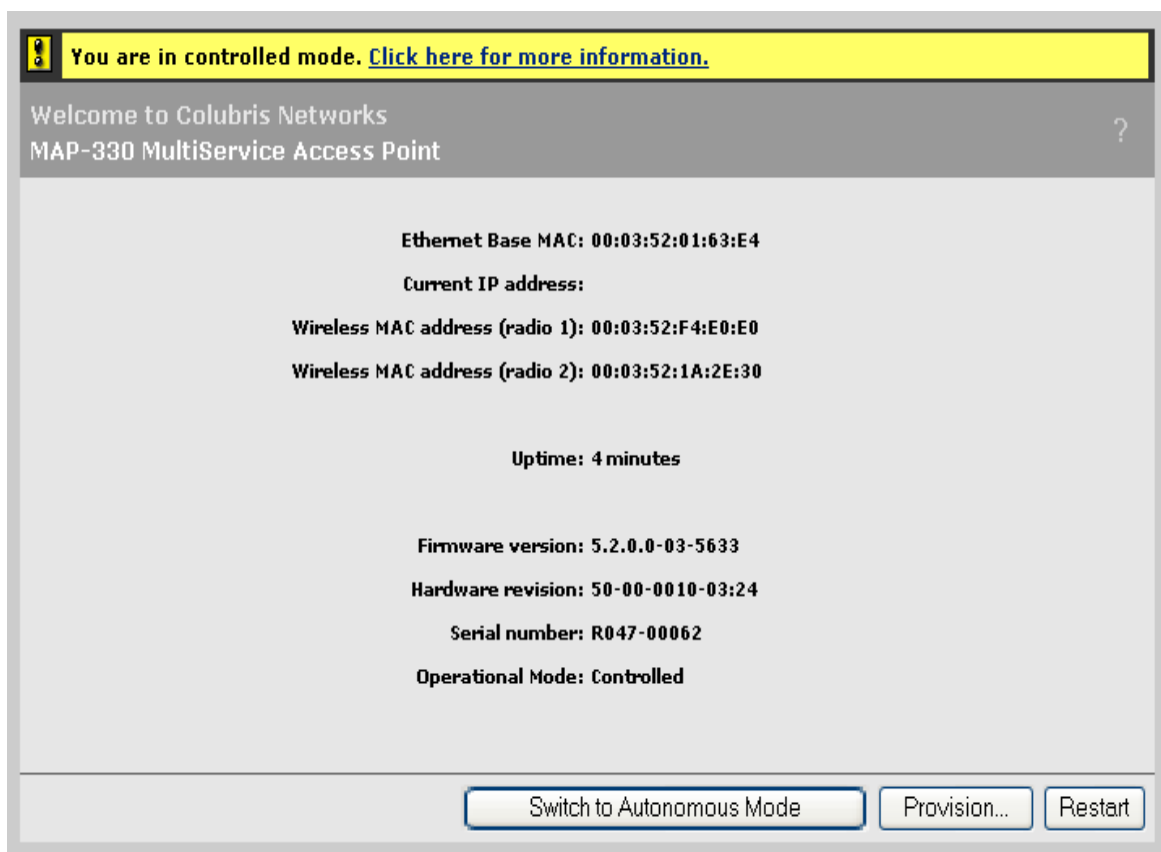 You are in controlled mode. Click here for more information.
Welcome to Colubris Networks
?
MAP-330 MultiService Access Point
Ethernet Base MAC: 00:03:52:01:63:E4
Current IP address:
Wireless MAC address (radio 1): 00:03:52:F4:E0:E0
Wireless MAC address (radio 2): 00:03:52:1A:2E:30
Uptime: 4 minutes
Firmware version: 5.2.0.0-03-5633
Hardware revision: 50-00-0010-03:24
Serial number: R047-00062
Operational Mode: Controlled
Switch to Autonomous Mode Provision... Restart